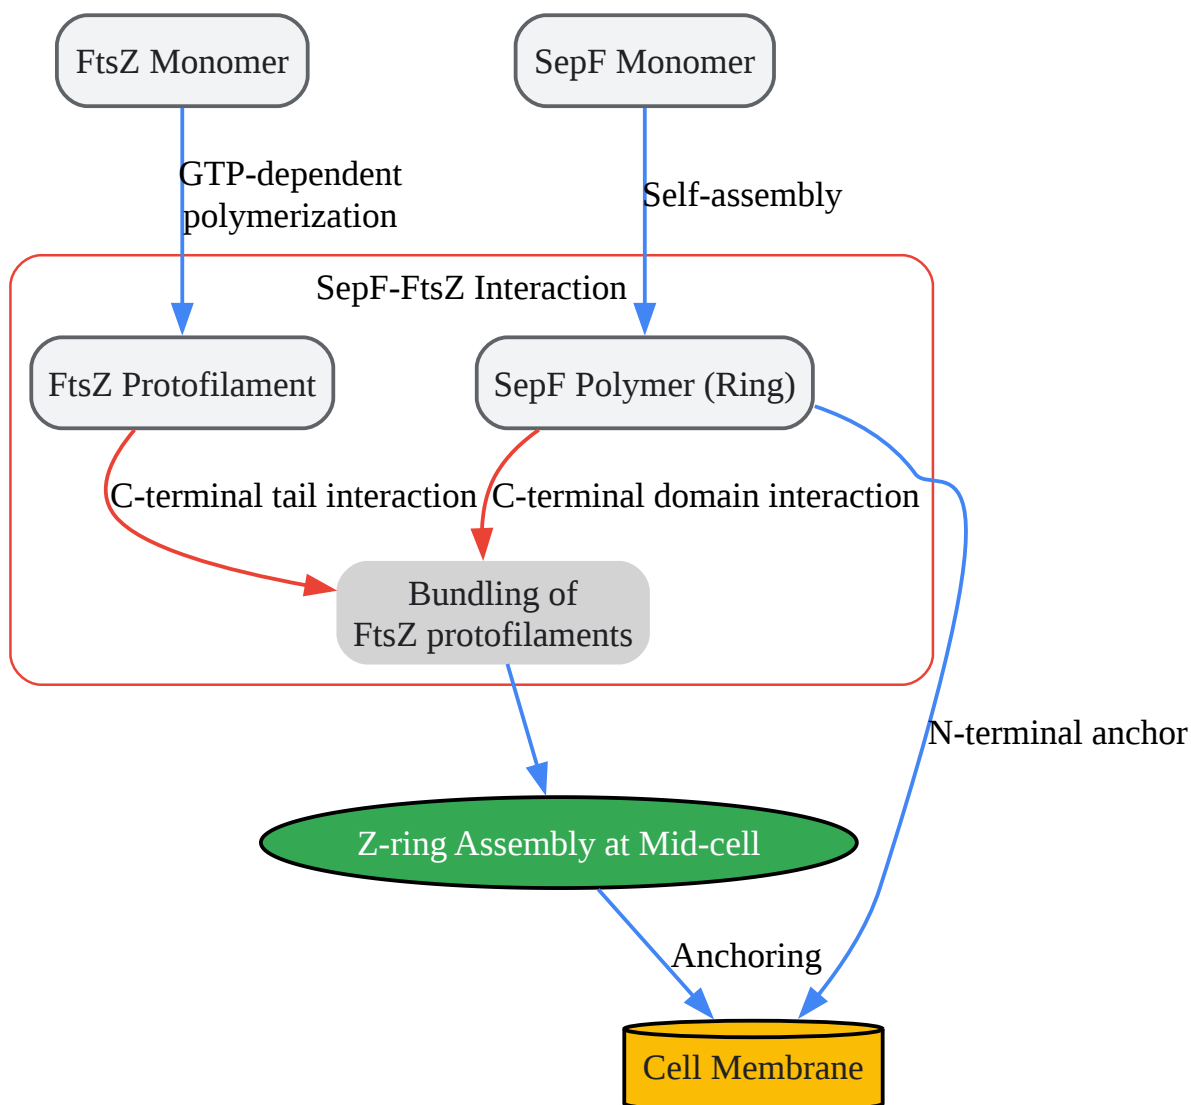 FtsZ Monomer
SepF Monomer
GTP-dependent
polymerization
Self-assembly
SepF-FtsZ Interaction
FtsZ Protofilament
SepF Polymer (Ring)
C-terminal tail interaction
C-terminal domain interaction
Bundling of
FtsZ protofilaments
N-terminal anchor
Z-ring Assembly at Mid-cell
Anchoring
Cell Membrane